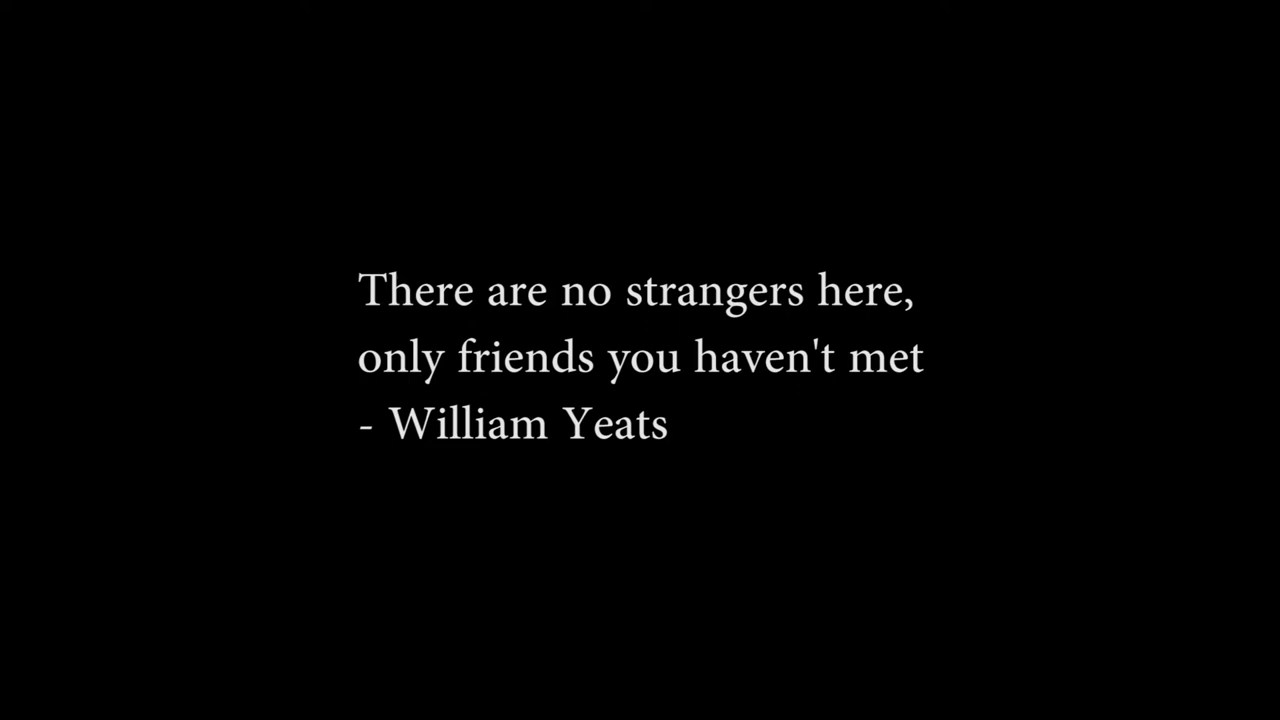 There are no strangers here,
only friends you haven't met
- William Yeats